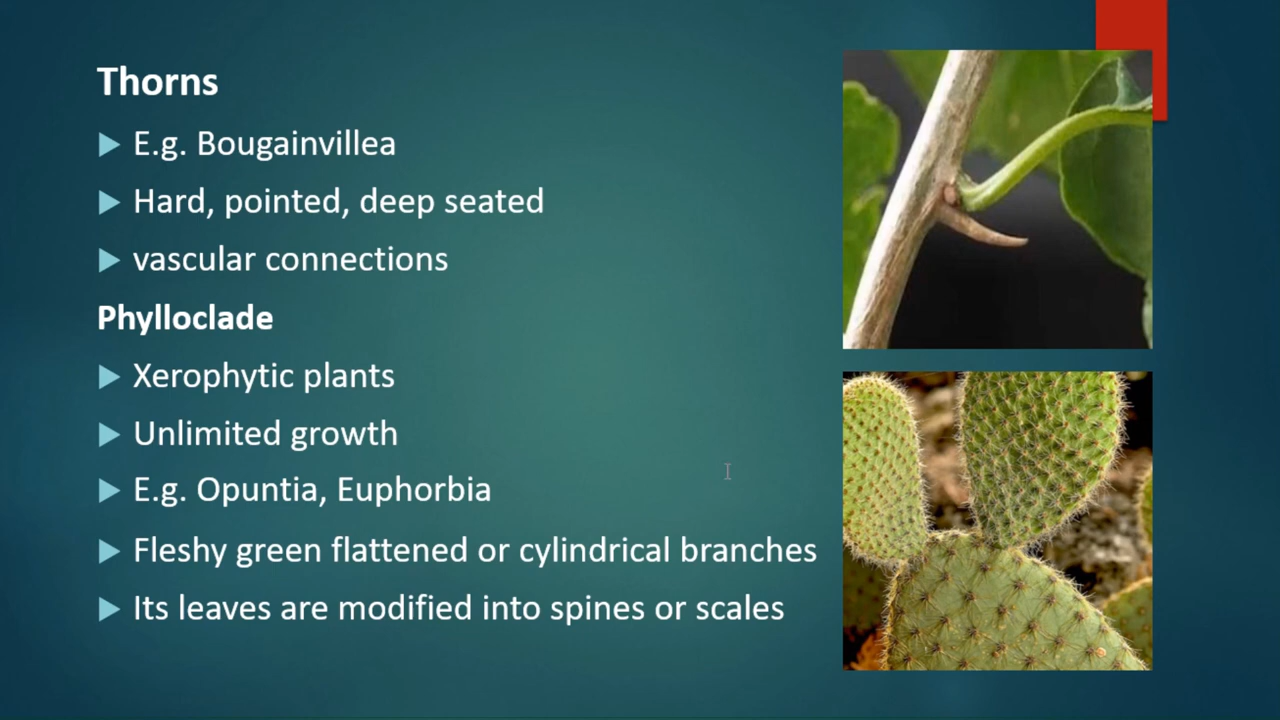 Thorns
E.g. Bougainvillea
Hard, pointed, deep seated
vascular connections
Phylloclade
Xerophytic plants
Unlimited growth
E.g. Opuntia, Euphorbia
Fleshy green flattened or cylindrical branches
Its leaves are modified into spines or scales